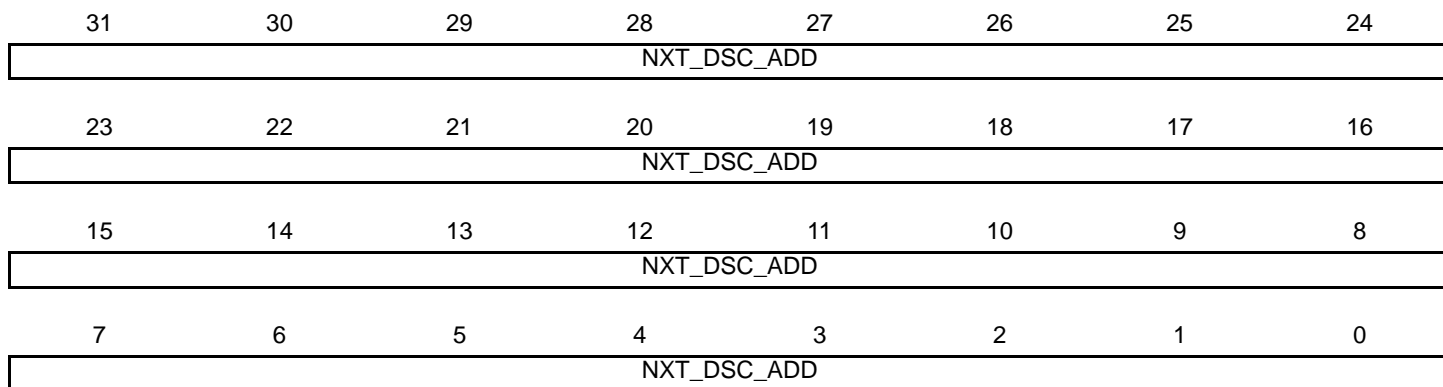 31 30 29 28 27 26 25 24
NXT_DSC_ADD
23 22 21 20 19 18 17 16
NXT_DSC_ADD
15 14 13 12 11 10 9 8
NXT_DSC_ADD
7 6 5 4 3 2 1 0
NXT_DSC_ADD